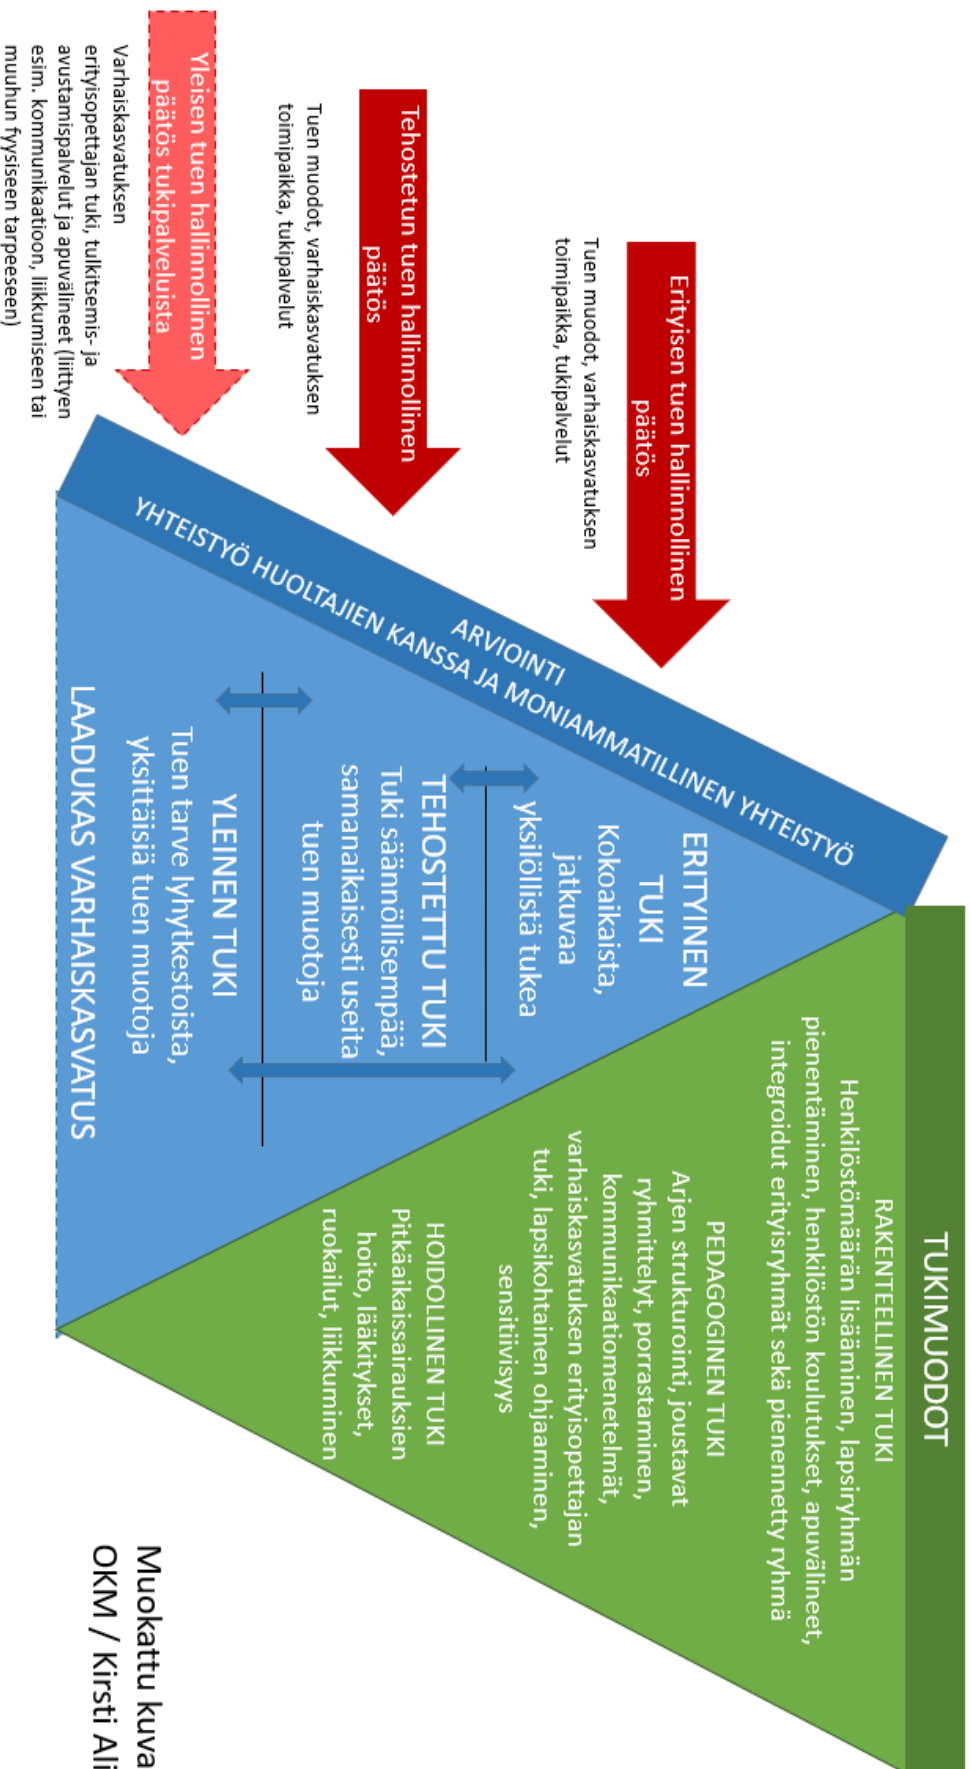 TUKIMUODOT
RAKENTEELLINEN TUKI
Henkilöstömäärän lisääminen, lapsiryhmän
pienentäminen, henkilöstön koulutukset, apuvälineet,
integroidut erityisryhmät sekä pienennetty ryhmä
PEDAGOGINEN TUKI
Arjen strukturointi, joustavat
ryhmittelyt, porrastaminen,
kommunikaatiomenetelmät,
varhaiskasvatuksen erityisopettajan
tuki, lapsikohtainen ohjaaminen,
sensitiivisyys
HOIDOLLINEN TUKI
Pitkäaikaissairauksien
hoito, lääkitykset,
ruokailut, liikkuminen
Erityisen tuen hallinnollinen
päätös
Tuen muodot, varhaiskasvatuksen
toimipaikka, tukipalvelut
Tehostetun tuen hallinnollinen
päätös
Tuen muodot, varhaiskasvatuksen
toimipaikka, tukipalvelut
Yleisen tuen hallinnollinen
päätös tukipalveluista
Varhaiskasvatuksen
erityisopettajan tuki, tulkitsemis- ja
avustamispalvelut ja apuvälineet (liittyen
esim. kommunikaatioon, liikkumiseen tai
muuhun fyysiseen tarpeeseen)
ARVIOINTI
YHTEISTYÖ HUOLTAJIEN KANSSA JA MONIAMMATILLINEN YHTEISTYÖ
ERITYINEN
TUKI
Kokoaikaista,
jatkuvaa
yksilöllistä tukea
TEHOSTETTU TUKI
Tuki säännöllisempää,
samanaikaisesti useita
tuen muotoja
YLEINEN TUKI
Tuen tarve lyhytkestoista,
yksittäisiä tuen muotoja
LAADUKAS VARHAISKASVATUS
Muokattu kuva
OKM / Kirsti Ali